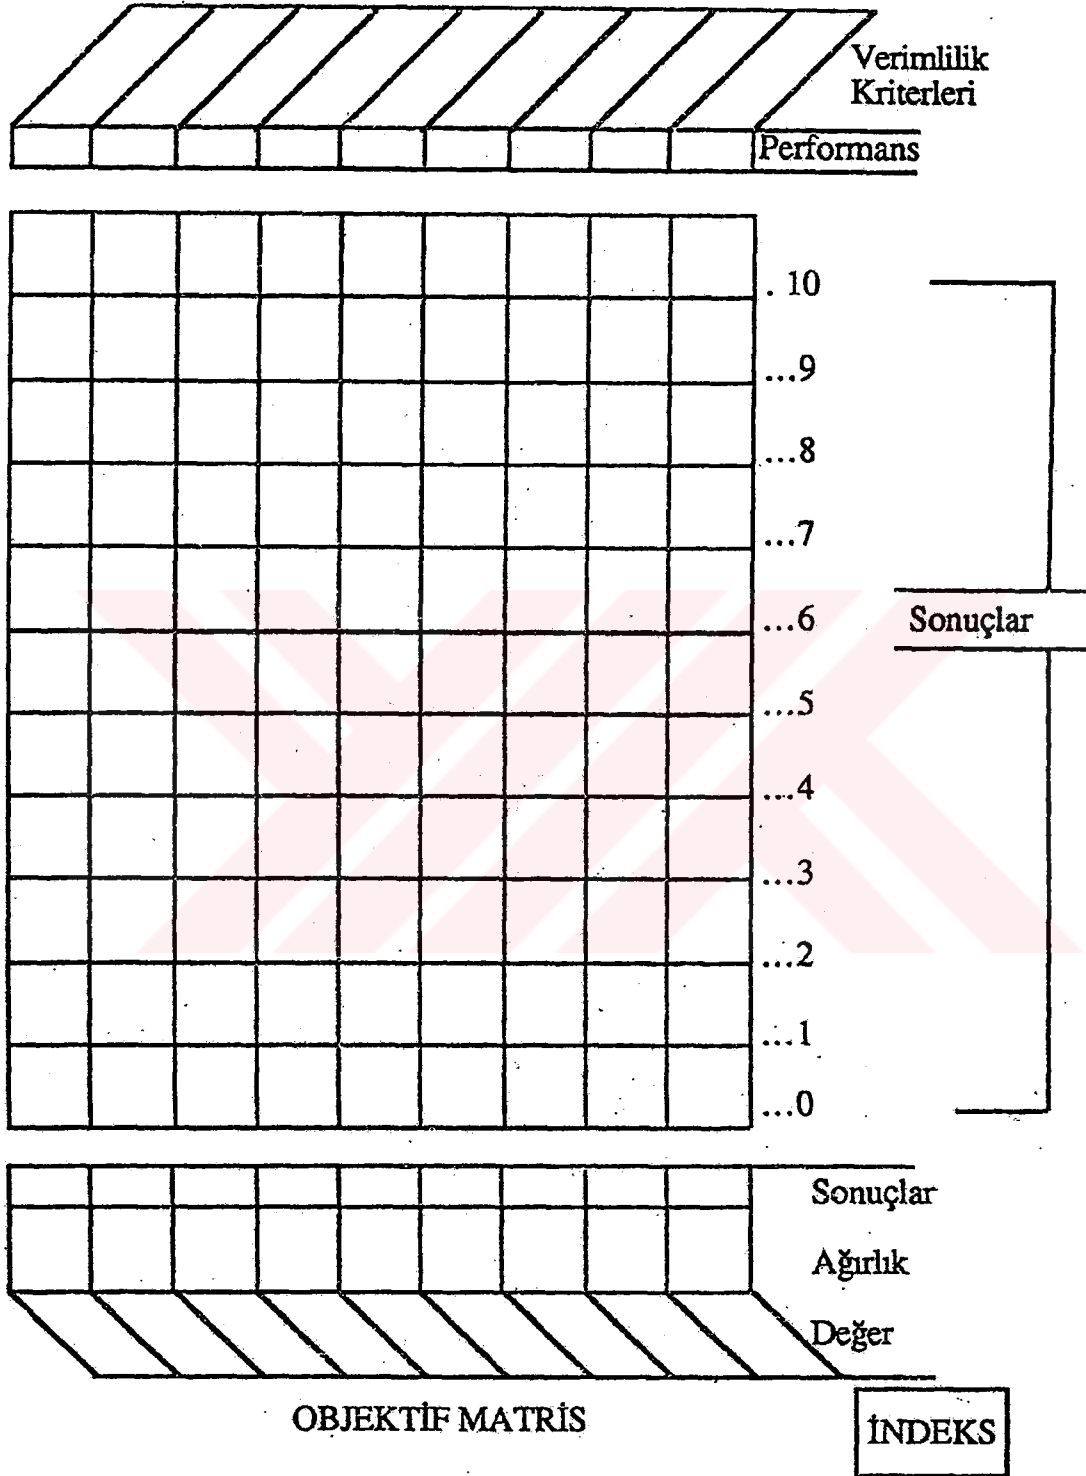 Verimlilik
Kriterleri
Performans
. 10
...9
...8
...7
...6
Sonuçlar
...5
...4
...3
...2
...1
...0
Sonuçlar
Ağırlık
Değer
OBJEKTİF MATRİS
İNDEKS